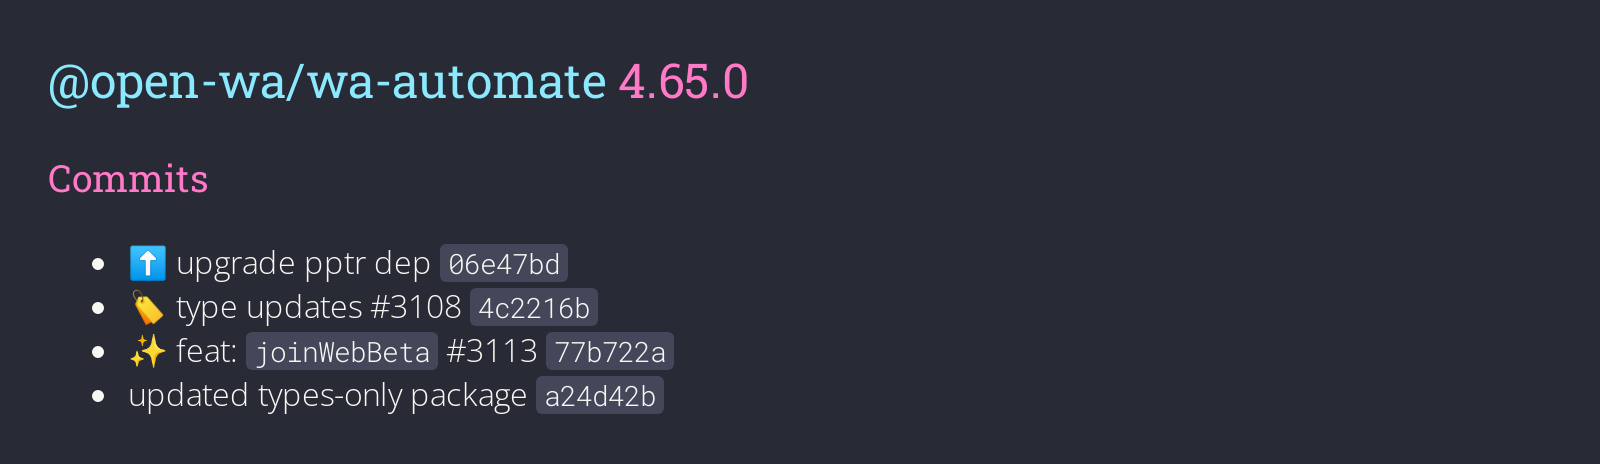 @open-wa/wa-automate 4.65.0
Commits
⬆️ upgrade pptr dep 06e47bd
🏷️ type updates #3108 4c2216b
✨ feat: joinWebBeta #3113 77b722a
updated types-only package a24d42b